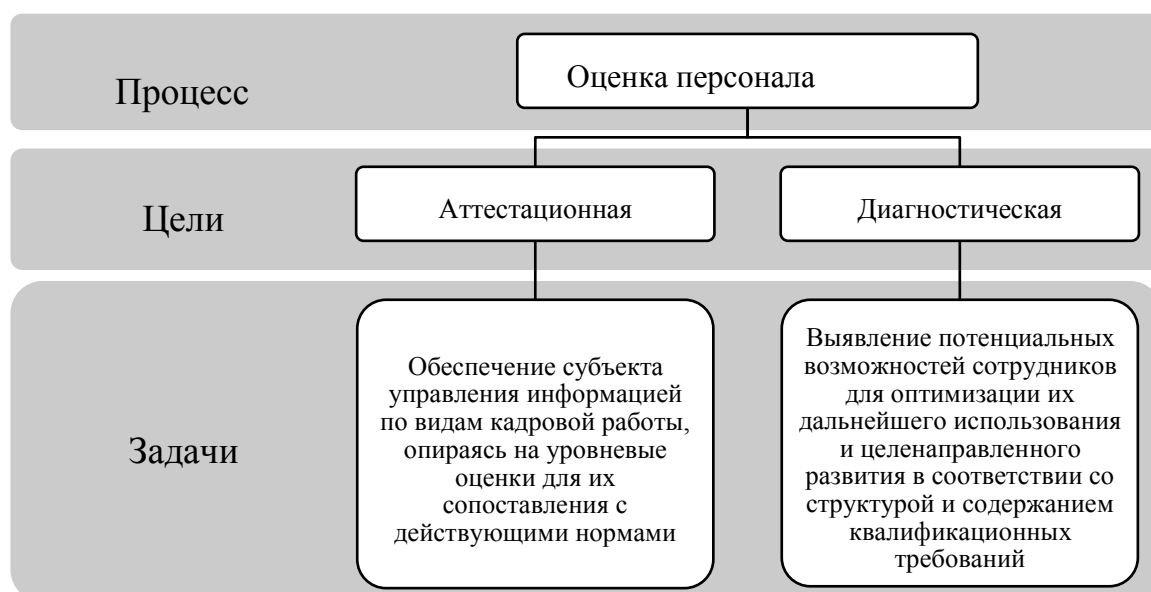 Процесс
Оценка персонала
Цели
Аттестационная
Диагностическая
Задачи
Обеспечение субъекта
управления информацией
по видам кадровой работы,
опираясь на уровневые
оценки для их
сопоставления с
действующими нормами
Выявление потенциальных
возможностей сотрудников
для оптимизации их
дальнейшего использования
и целенаправленного
развития в соответствии со
структурой и содержанием
квалификационных
требований